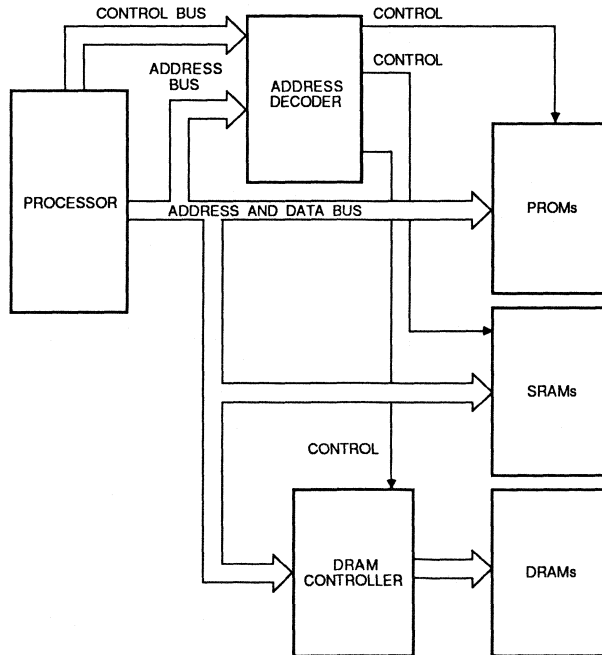 CONTROL BUS
CONTROL
CONTROL
ADDRESS
BUS
ADDRESS
DECODER
PROCESSOR
ADDRESS AND DATA BUS
PROMs
SRAMs
CONTROL
DRAM
CONTROLLER
DRAMs